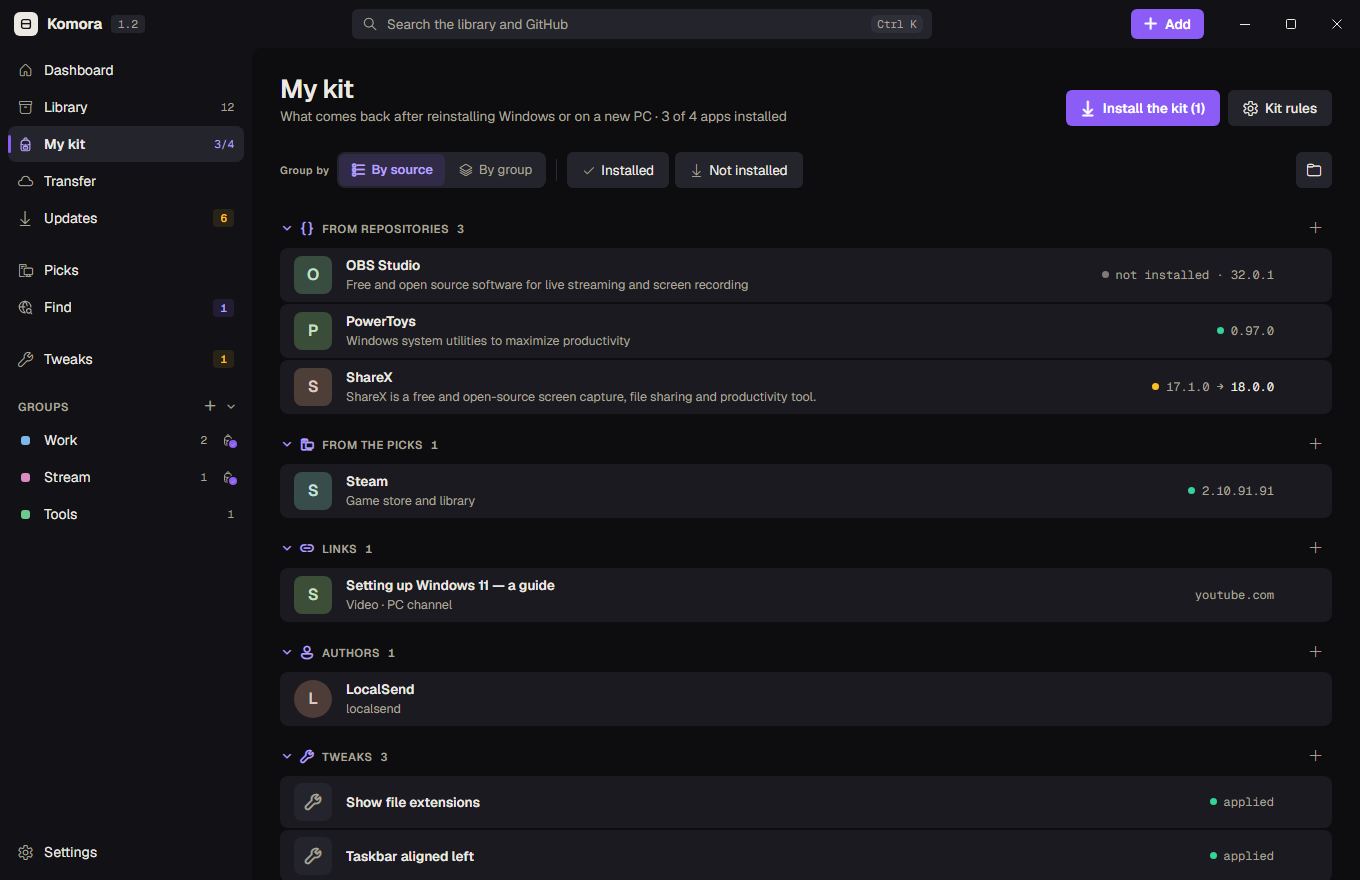 Komora 1.2
Search the library and GitHub Ctrl K
Add
Dashboard
Library 12
My kit 3/4
Transfer
Updates 6
Picks
Find 1
Tweaks 1
GROUPS
Work 2
Stream 1
Tools 1
Settings
My kit
What comes back after reinstalling Windows or on a new PC · 3 of 4 apps installed
Install the kit (1)
Kit rules
Group by By source By group Installed Not installed
FROM REPOSITORIES 3
O OBS Studio
Free and open source software for live streaming and screen recording
not installed · 32.0.1
P PowerToys
Windows system utilities to maximize productivity
0.97.0
S ShareX
ShareX is a free and open-source screen capture, file sharing and productivity tool.
17.1.0 → 18.0.0
FROM THE PICKS 1
S Steam
Game store and library
2.10.91.91
LINKS 1
S Setting up Windows 11 — a guide
Video · PC channel
youtube.com
AUTHORS 1
L LocalSend
localsend
TWEAKS 3
Show file extensions applied
Taskbar aligned left applied